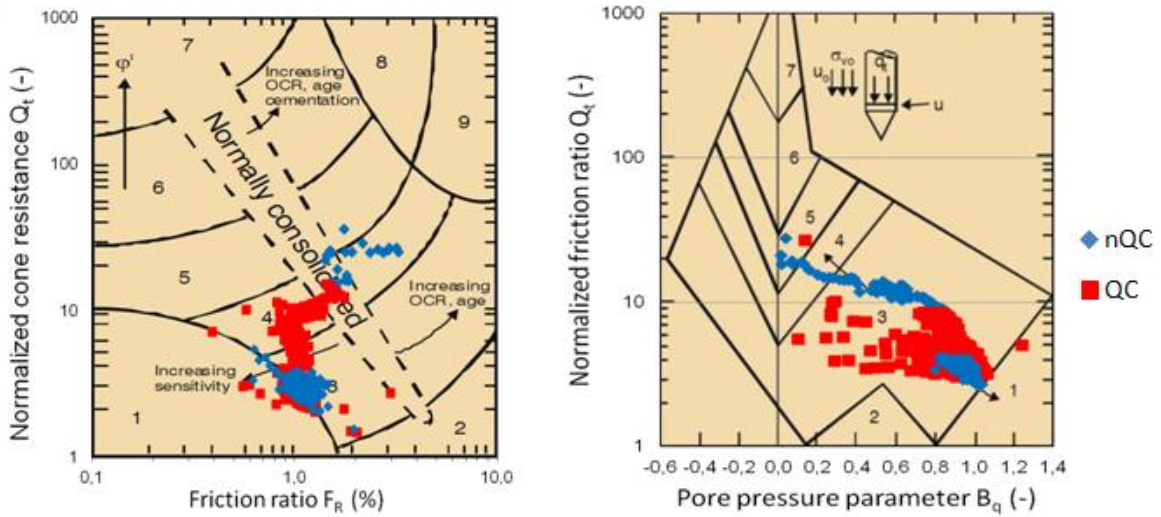 Normalized cone resistance Qt (-)
1000
100
10
1
0,1
1,0
10,0
Friction ratio FR (%)
φ'
7
8
9
6
5
4
3
1
2
Increasing
OCR, age
cementation
Normally consolidated
Increasing
OCR, age
Increasing
sensitivity
Normalized friction ratio Qt (-)
1000
100
10
1
-0,6
-0,4
-0,2
0,0
0,2
0,4
0,6
0,8
1,0
1,2
1,4
Pore pressure parameter Bq (-)
σvo
uo
qt
u
7
6
5
4
3
2
1
nQC
QC